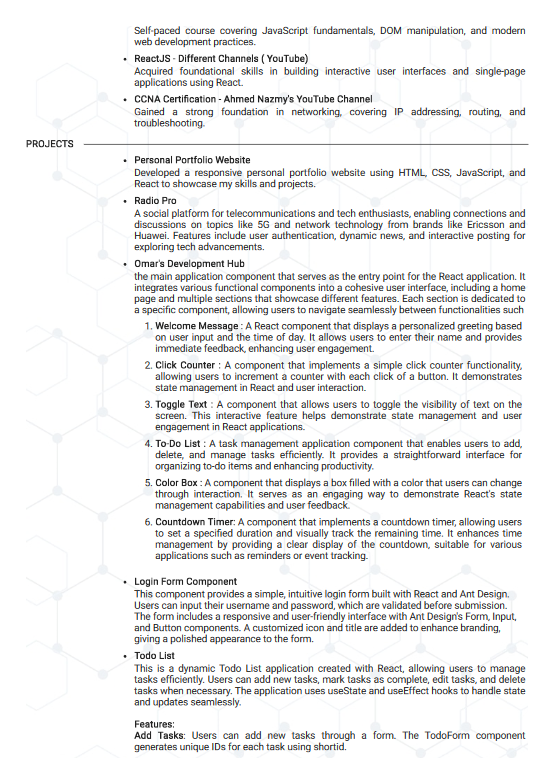 Self-paced course covering JavaScript fundamentals, DOM manipulation, and modern
web development practices.
• ReactJS - Different Channels ( YouTube)
Acquired foundational skills in building interactive user interfaces and single-page
applications using React.
• CCNA Certification - Ahmed Nazmy's YouTube Channel
Gained a strong foundation in networking, covering IP addressing, routing, and
troubleshooting.
PROJECTS
• Personal Portfolio Website
Developed a responsive personal portfolio website using HTML, CSS, JavaScript, and
React to showcase my skills and projects.
• Radio Pro
A social platform for telecommunications and tech enthusiasts, enabling connections and
discussions on topics like 5G and network technology from brands like Ericsson and
Huawei. Features include user authentication, dynamic news, and interactive posting for
exploring tech advancements.
• Omar's Development Hub
the main application component that serves as the entry point for the React application. It
integrates various functional components into a cohesive user interface, including a home
page and multiple sections that showcase different features. Each section is dedicated to
a specific component, allowing users to navigate seamlessly between functionalities such
1. Welcome Message : A React component that displays a personalized greeting based
on user input and the time of day. It allows users to enter their name and provides
immediate feedback, enhancing user engagement.
2. Click Counter : A component that implements a simple click counter functionality,
allowing users to increment a counter with each click of a button. It demonstrates
state management in React and user interaction.
3. Toggle Text : A component that allows users to toggle the visibility of text on the
screen. This interactive feature helps demonstrate state management and user
engagement in React applications.
4. To-Do List : A task management application component that enables users to add,
delete, and manage tasks efficiently. It provides a straightforward interface for
organizing to-do items and enhancing productivity.
5. Color Box : A component that displays a box filled with a color that users can change
through interaction. It serves as an engaging way to demonstrate React's state
management capabilities and user feedback.
6. Countdown Timer: A component that implements a countdown timer, allowing users
to set a specified duration and visually track the remaining time. It enhances time
management by providing a clear display of the countdown, suitable for various
applications such as reminders or event tracking.
• Login Form Component
This component provides a simple, intuitive login form built with React and Ant Design.
Users can input their username and password, which are validated before submission.
The form includes a responsive and user-friendly interface with Ant Design's Form, Input,
and Button components. A customized icon and title are added to enhance branding,
giving a polished appearance to the form.
• Todo List
This is a dynamic Todo List application created with React, allowing users to manage
tasks efficiently. Users can add new tasks, mark tasks as complete, edit tasks, and delete
tasks when necessary. The application uses useState and useEffect hooks to handle state
and updates seamlessly.
Features:
Add Tasks: Users can add new tasks through a form. The TodoForm component
generates unique IDs for each task using shortid.